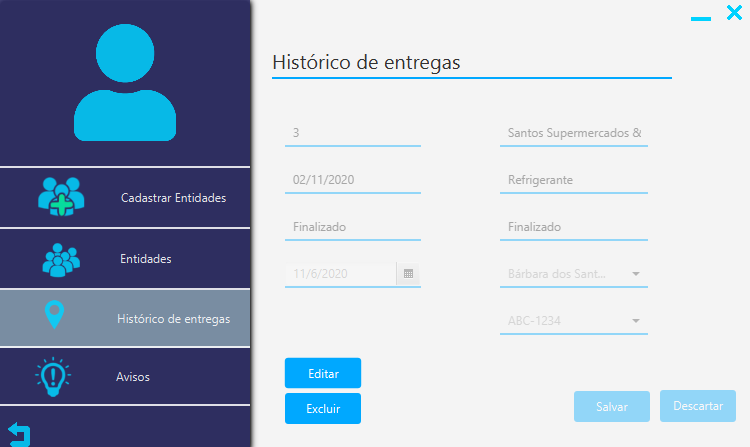 Cadastrar Entidades
Entidades
Histórico de entregas
Avisos
Histórico de entregas
3
Santos Supermercados &
02/11/2020
Refrigerante
Finalizado
Finalizado
11/6/2020
Bárbara dos Sant...
ABC-1234
Editar
Excluir
Salvar
Descartar